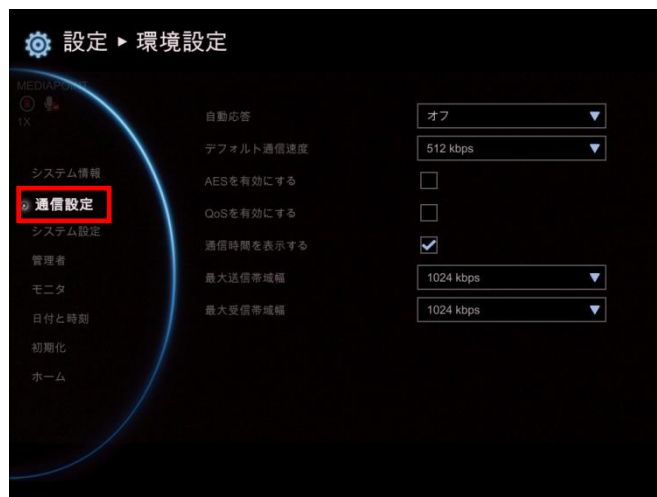 設定 ▸ 環境設定
MEDIAPOINT
1X
自動応答 オフ
デフォルト通信速度 512 kbps
システム情報
AESを有効にする
通信設定
QoSを有効にする
システム設定
通信時間を表示する
管理者
最大送信帯域幅 1024 kbps
モニタ
最大受信帯域幅 1024 kbps
日付と時刻
初期化
ホーム